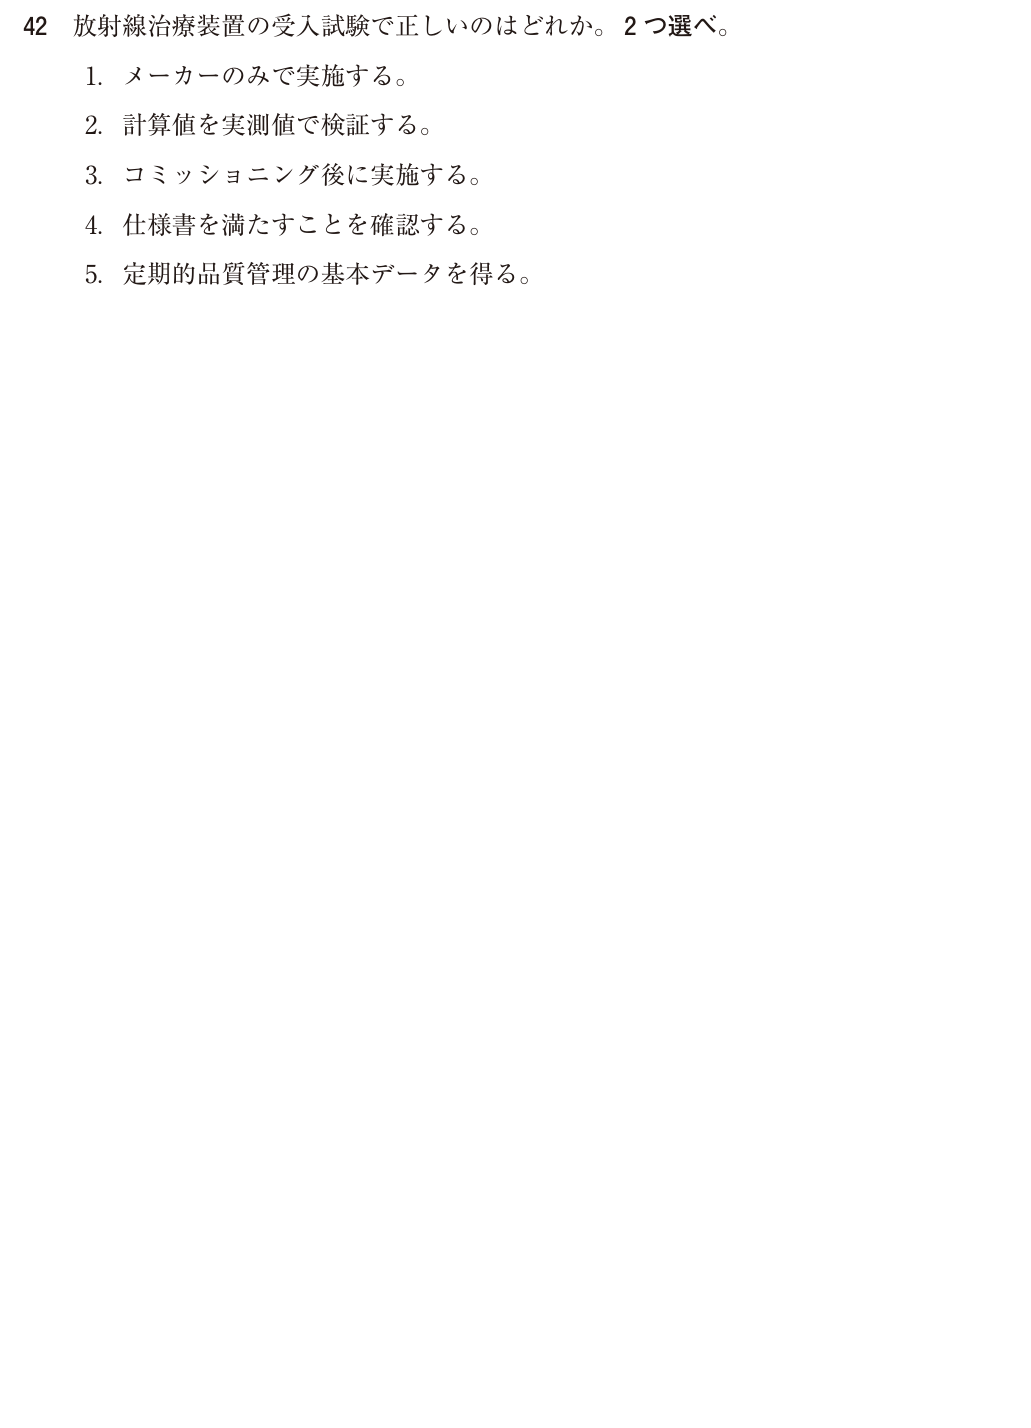 42 放射線治療装置の受入試験で正しいのはどれか。2 つ選べ。
1. メーカーのみで実施する。
2. 計算値を実測値で検証する。
3. コミッショニング後に実施する。
4. 仕様書を満たすことを確認する。
5. 定期的品質管理の基本データを得る。